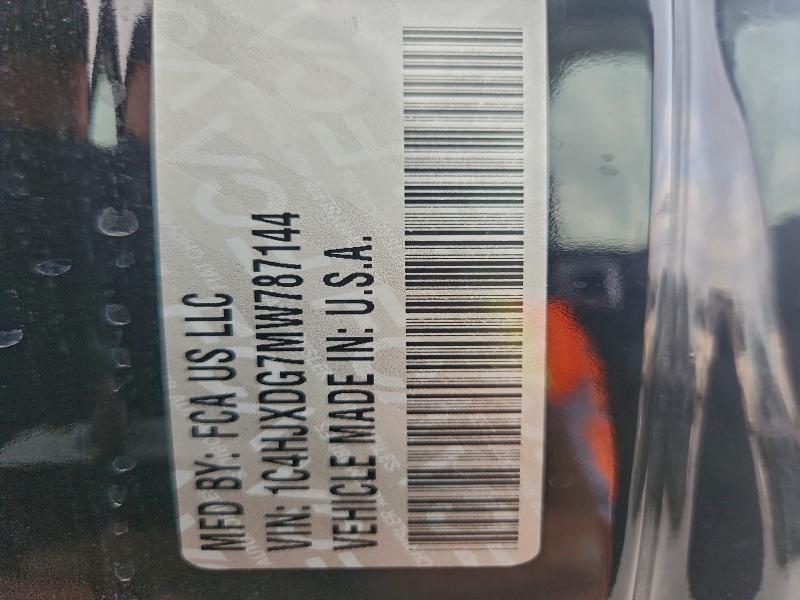 MFD BY: FCA US LLC
VIN: 1C4HJXDG7MW787144
VEHICLE MADE IN: U.S.A.